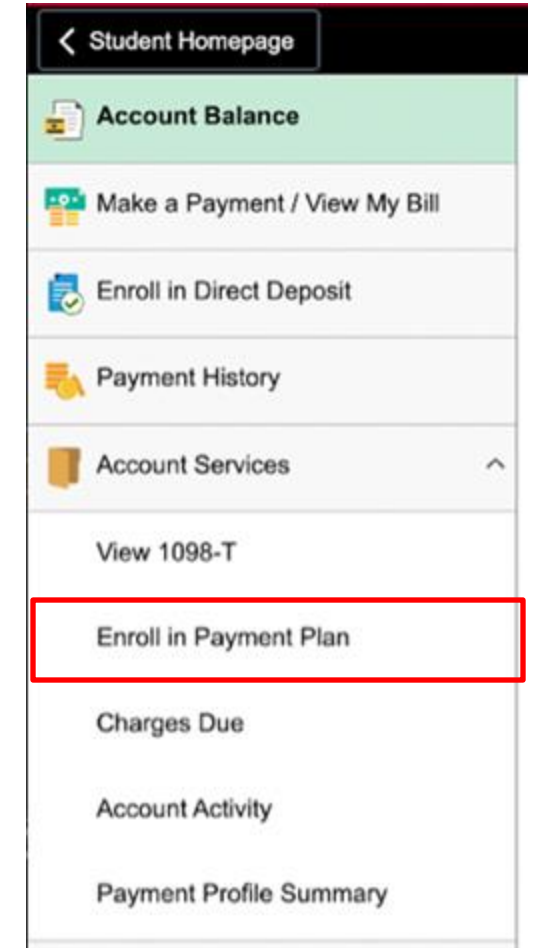 Student Homepage
Account Balance
Make a Payment / View My Bill
Enroll in Direct Deposit
Payment History
Account Services
View 1098-T
Enroll in Payment Plan
Charges Due
Account Activity
Payment Profile Summary